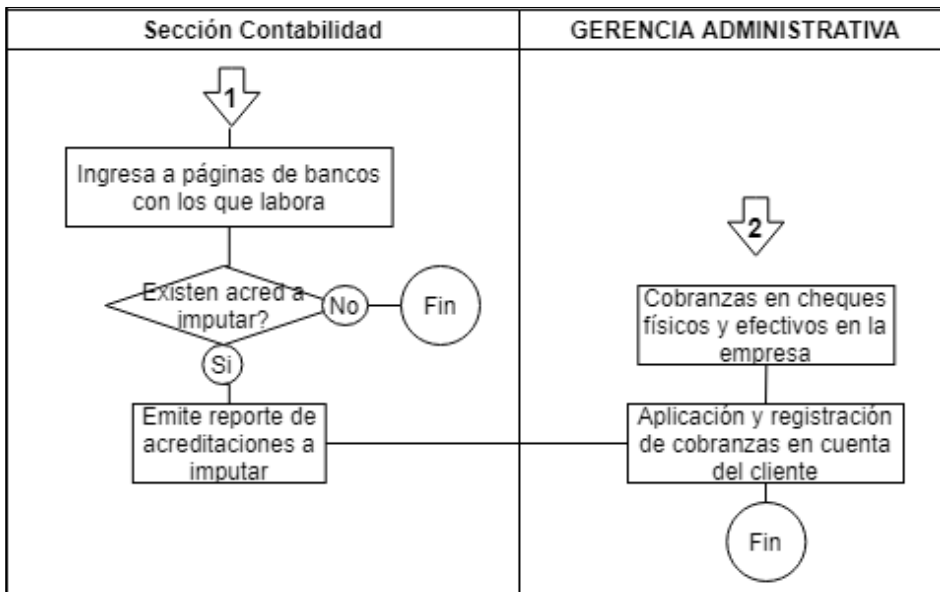 Sección Contabilidad
GERENCIA ADMINISTRATIVA
1
Ingresa a páginas de bancos
con los que labora
Existen acred a
imputar?
No
Fin
Si
Emite reporte de
acreditaciones a
imputar
2
Cobranzas en cheques
físicos y efectivos en la
empresa
Aplicación y registración
de cobranzas en cuenta
del cliente
Fin